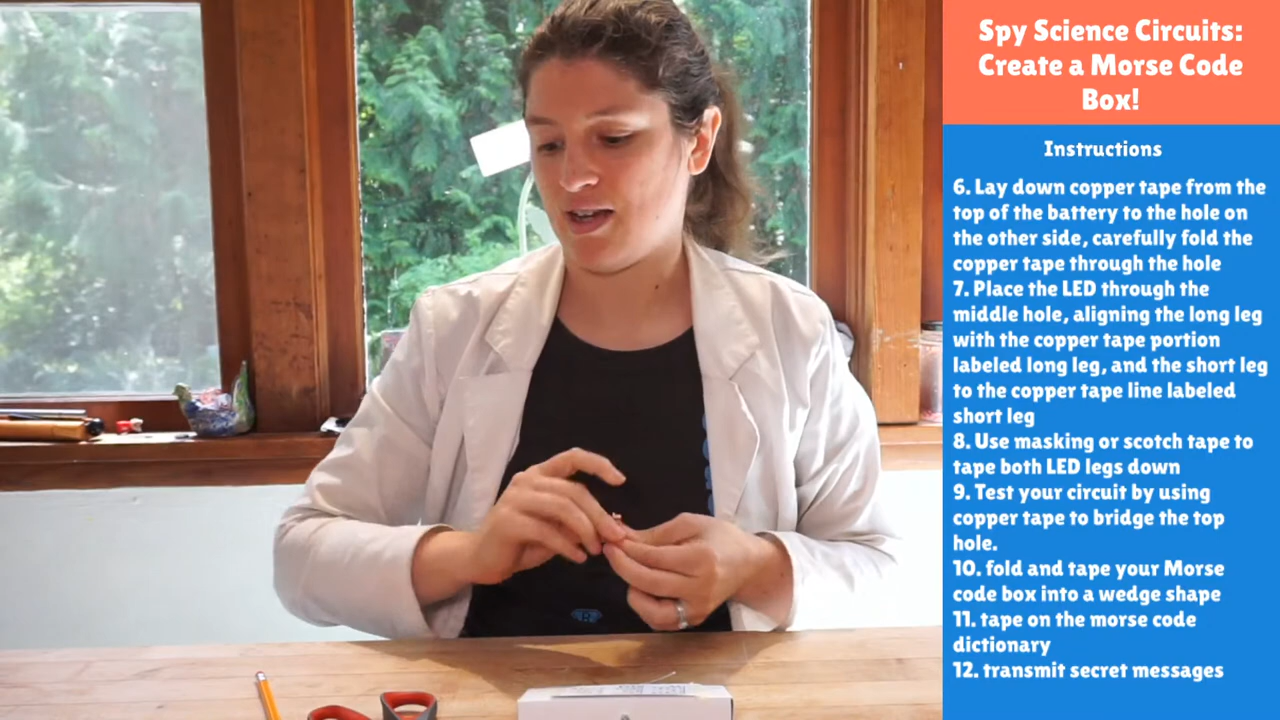 Spy Science Circuits:
Create a Morse Code
Box!
Instructions
6. Lay down copper tape from the
top of the battery to the hole on
the other side, carefully fold the
copper tape through the hole
7. Place the LED through the
middle hole, aligning the long leg
with the copper tape portion
labeled long leg, and the short leg
to the copper tape line labeled
short leg
8. Use masking or scotch tape to
tape both LED legs down
9. Test your circuit by using
copper tape to bridge the top
hole.
10. fold and tape your Morse
code box into a wedge shape
11. tape on the morse code
dictionary
12. transmit secret messages